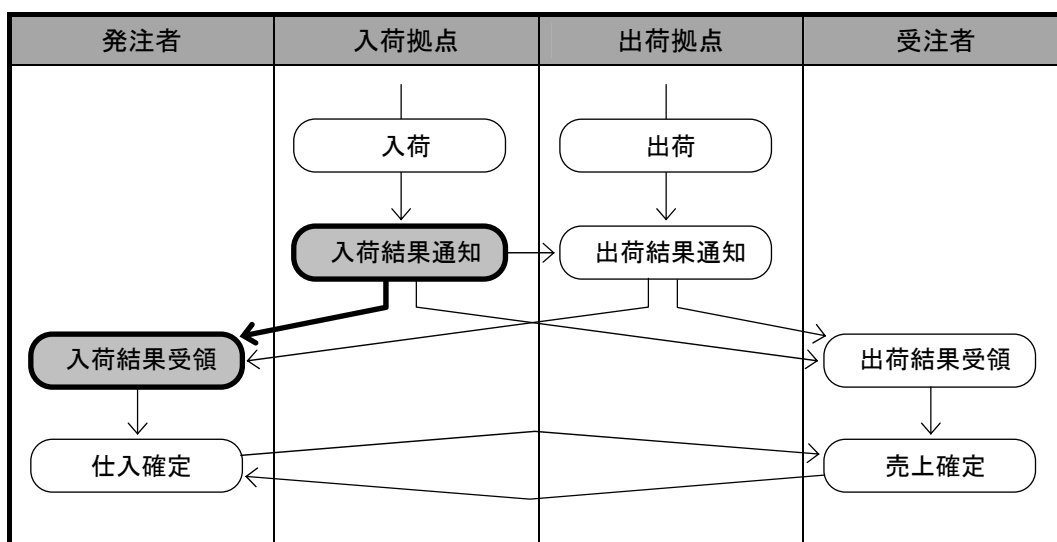 発注者
入荷拠点
出荷拠点
受注者
入荷
出荷
入荷結果通知
出荷結果通知
入荷結果受領
出荷結果受領
仕入確定
売上確定